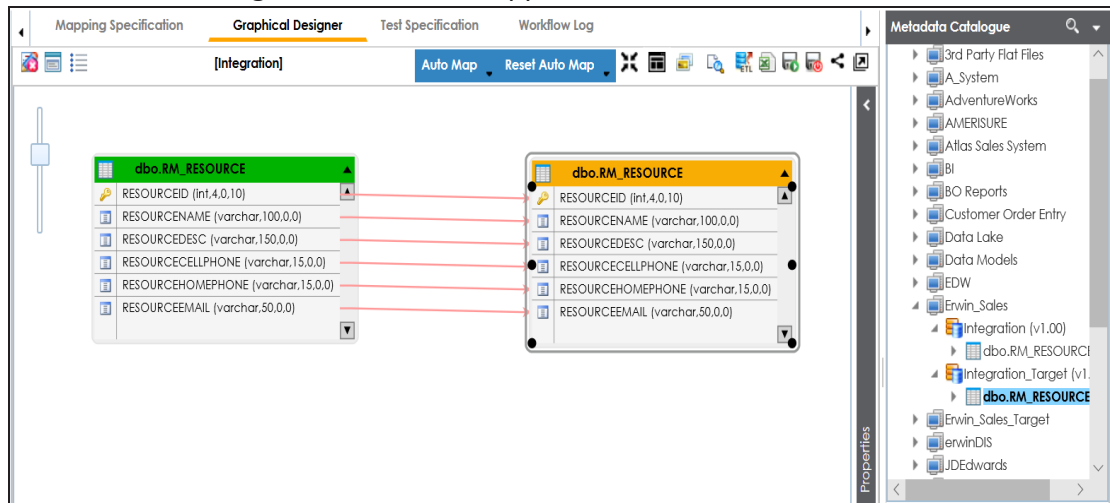 Mapping Specification Graphical Designer Test Specification Workflow Log
[Integration] Auto Map Reset Auto Map ETL
dbo.RM_RESOURCE
RESOURCEID (int,4,0,10)
RESOURCENAME (varchar,100,0,0)
RESOURCEDESC (varchar,150,0,0)
RESOURCECELLPHONE (varchar,15,0,0)
RESOURCEHOMEPHONE (varchar,15,0,0)
RESOURCEEMAIL (varchar,50,0,0)
dbo.RM_RESOURCE
RESOURCEID (int,4,0,10)
RESOURCENAME (varchar,100,0,0)
RESOURCEDESC (varchar,150,0,0)
RESOURCECELLPHONE (varchar,15,0,0)
RESOURCEHOMEPHONE (varchar,15,0,0)
RESOURCEEMAIL (varchar,50,0,0)
Properties
Metadata Catalogue
3rd Party Flat Files
A_System
AdventureWorks
AMERISURE
Atlas Sales System
BI
BO Reports
Customer Order Entry
Data Lake
Data Models
EDW
Erwin_Sales
Integration (v1.00)
dbo.RM_RESOURCE
Integration_Target (v1.
dbo.RM_RESOURCE
Erwin_Sales_Target
erwinDIS
JDEdwards